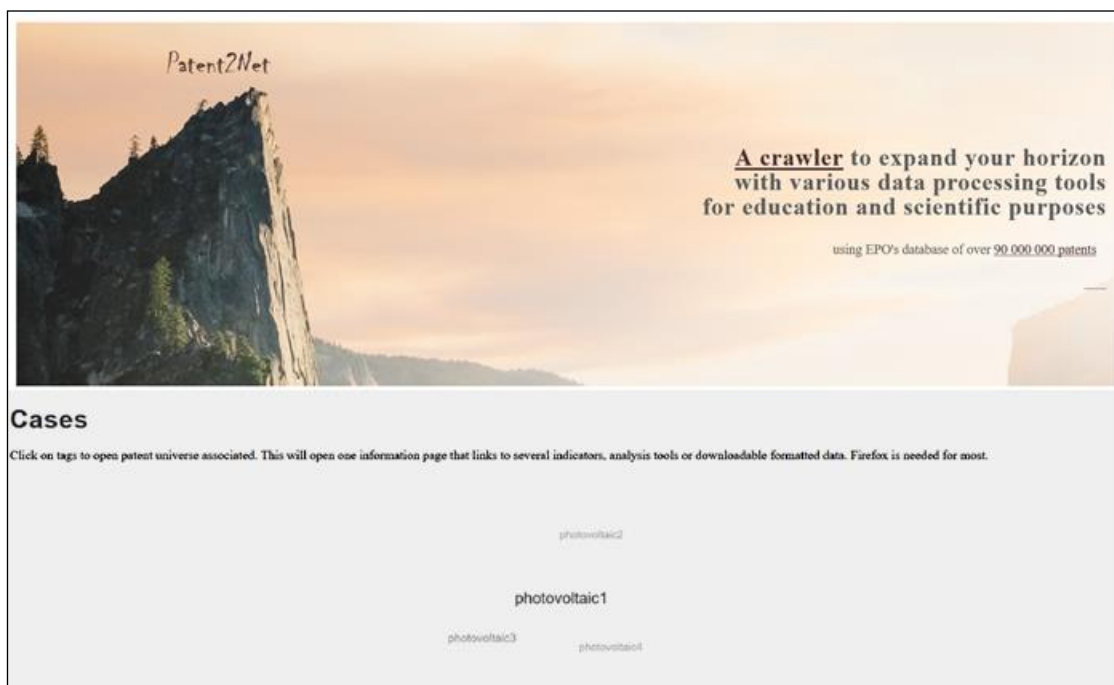 Patent2Net
A crawler to expand your horizon
with various data processing tools
for education and scientific purposes
using EPO's database of over 90 000 000 patents
Cases
Click on tags to open patent universe associated. This will open one information page that links to several indicators, analysis tools or downloadable formatted data. Firefox is needed for most.
photovoltaic2
photovoltaic1
photovoltaic3
photovoltaic4